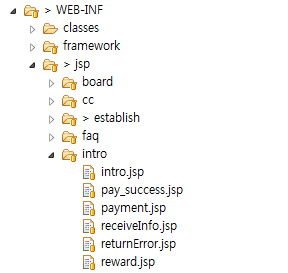 > WEB-INF
classes
framework
> jsp
board
cc
> establish
faq
intro
intro.jsp
pay_success.jsp
payment.jsp
receiveInfo.jsp
returnError.jsp
reward.jsp